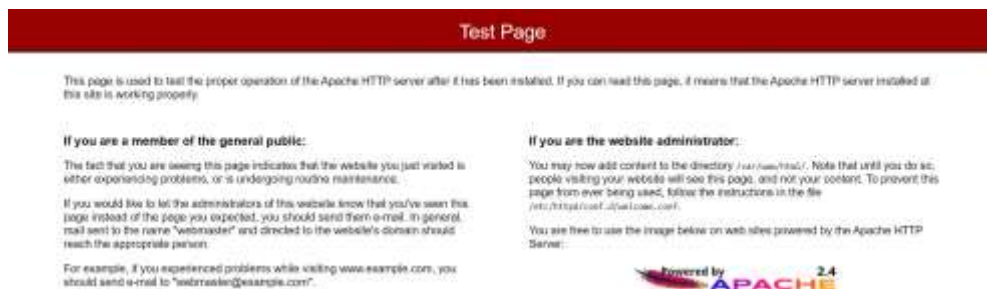 Test Page
This page is used to test the proper operation of the Apache HTTP server after it has been installed. If you can read this page, it means that the Apache HTTP server installed at
this site is working properly.
If you are a member of the general public:
The fact that you are seeing this page indicates that the website you just visited is
either experiencing problems, or is undergoing routine maintenance.
If you would like to let the administrators of this website know that you've seen this
page instead of the page you expected, you should send them e-mail. In general,
mail sent to the name "webmaster" and directed to the website's domain should
reach the appropriate person.
For example, if you experienced problems while visiting www.example.com, you
should send e-mail to "webmaster@example.com".
If you are the website administrator:
You may now add content to the directory /var/www/html/. Note that until you do so,
people visiting your website will see this page, and not your content. To prevent this
page from ever being used, follow the instructions in the file
/etc/httpd/conf.d/welcome.conf.
You are free to use the image below on web sites powered by the Apache HTTP
Server:
Powered by 2.4
APACHE